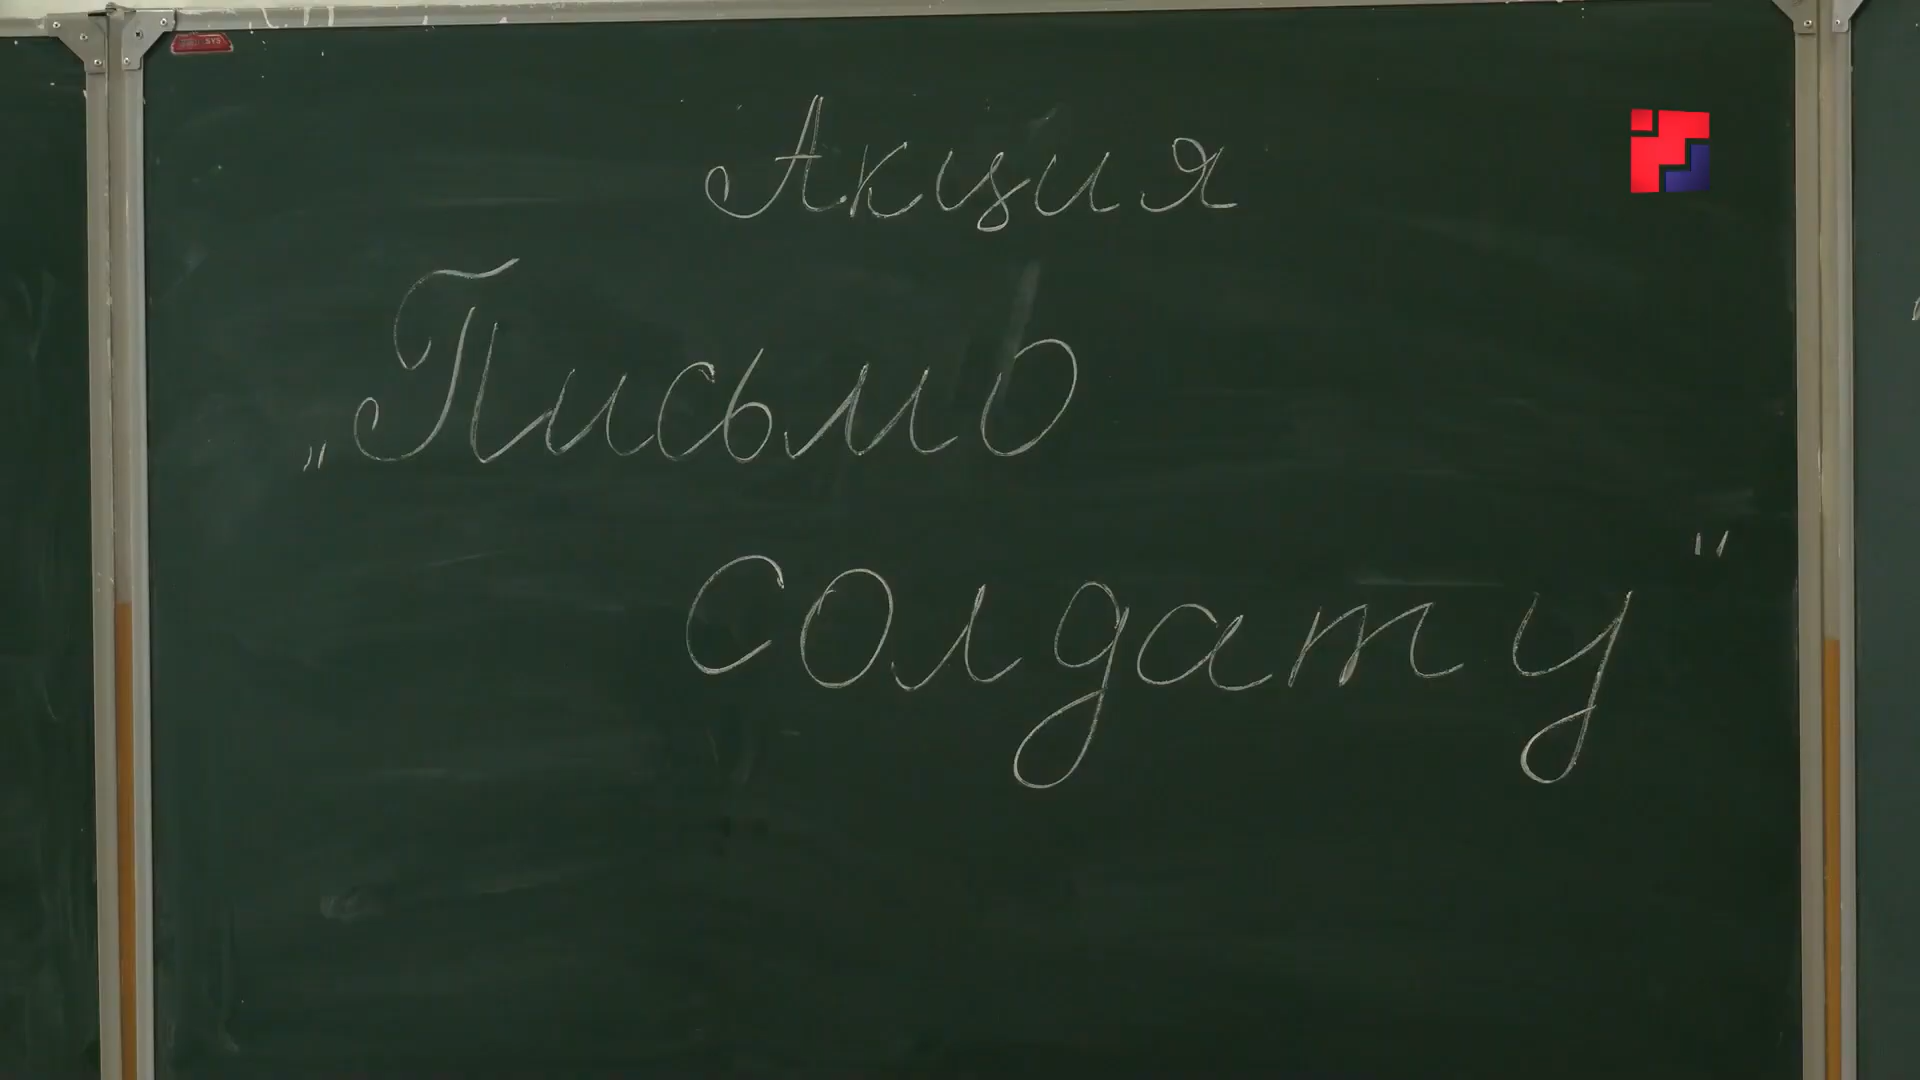 Акция
„Письмо
солдату"